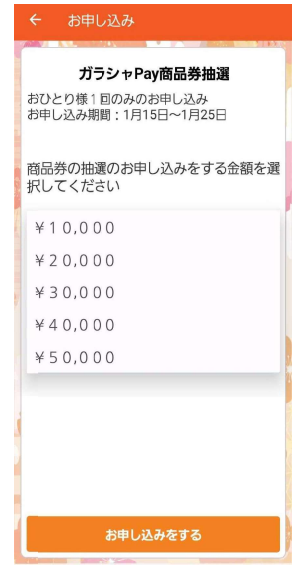 ← お申し込み
ガラシャPay商品券抽選
おひとり様1回のみのお申し込み
お申し込み期間：1月15日～1月25日
商品券の抽選のお申し込みをする金額を選
択してください
￥10,000
￥20,000
￥30,000
￥40,000
￥50,000
お申し込みをする